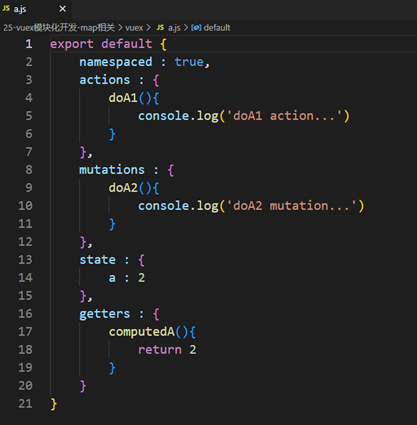 JS a.js ×
25-vuex模块化开发-map相关 > vuex > JS a.js > default
1 export default {
2     namespaced : true,
3     actions : {
4         doA1(){
5             console.log('doA1 action...')
6         }
7     },
8     mutations : {
9         doA2(){
10             console.log('doA2 mutation...')
11         }
12     },
13     state : {
14         a : 2
15     },
16     getters : {
17         computedA(){
18             return 2
19         }
20     }
21 }